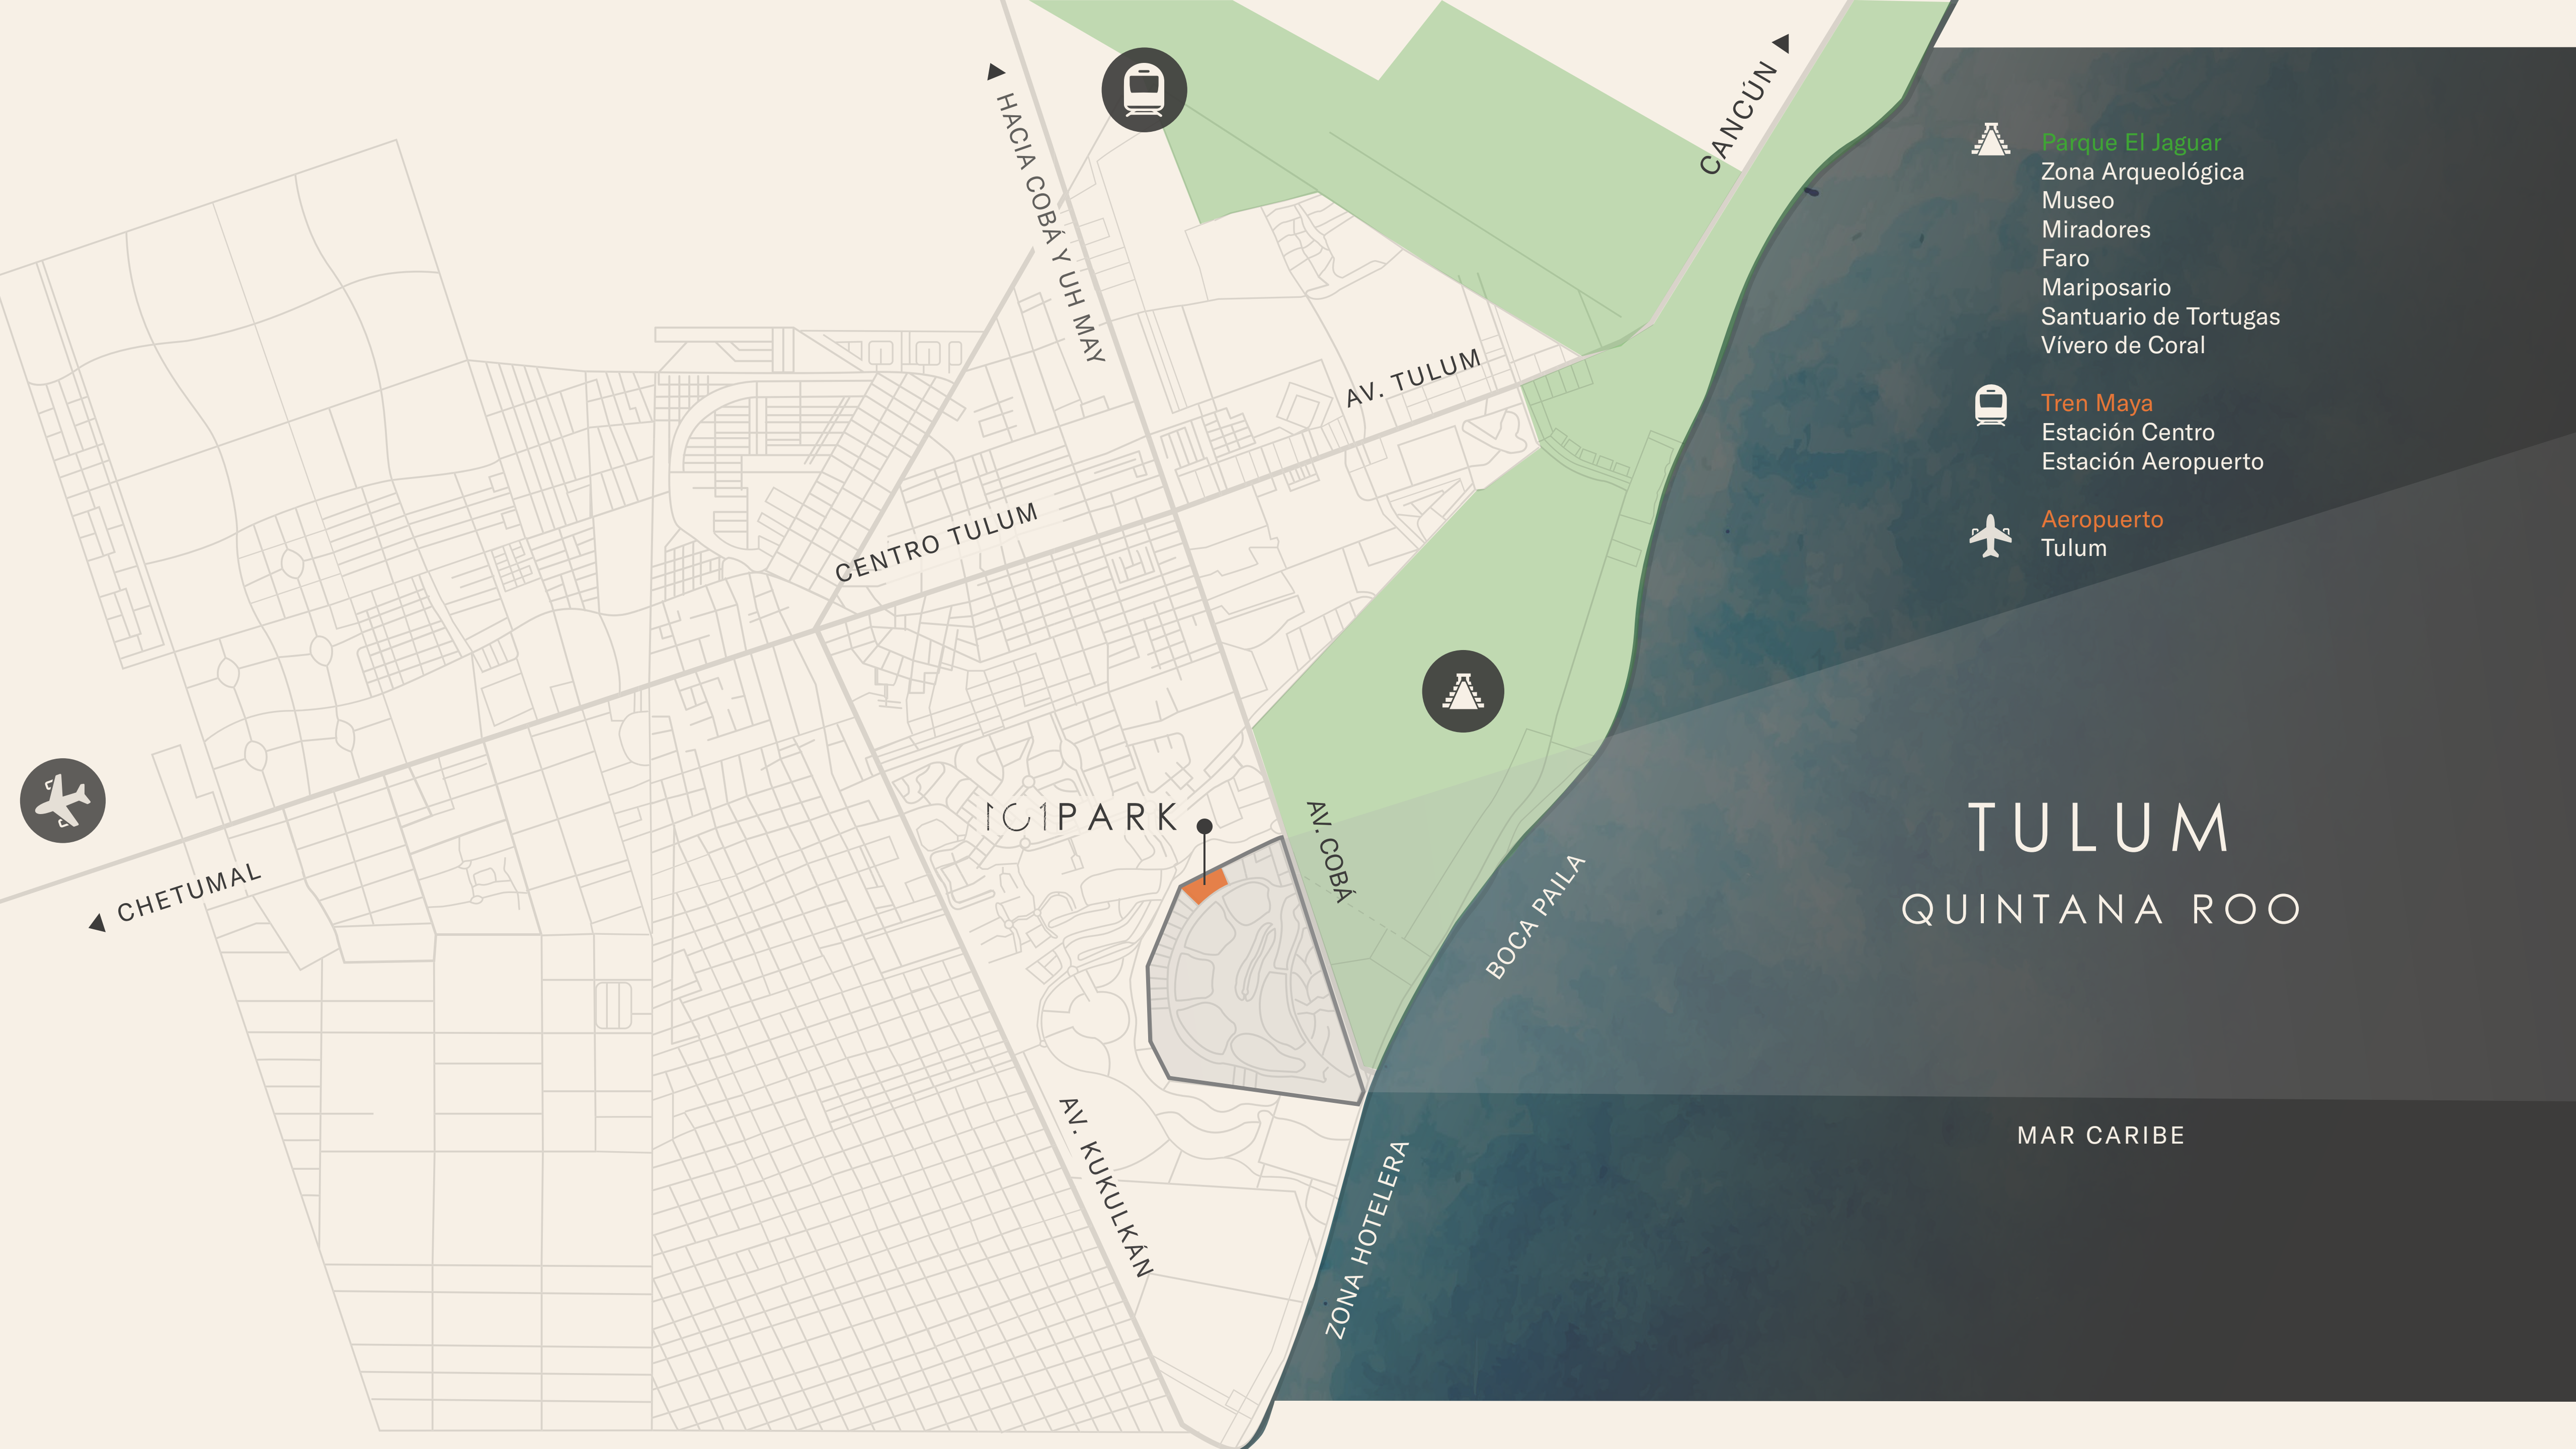 HACIA COBÁ Y UH MAY
CANCÚN
AV. TULUM
CENTRO TULUM
CHETUMAL
101PARK
AV. COBÁ
BOCA PAILA
AV. KUKULKÁN
ZONA HOTELERA
Parque El Jaguar
Zona Arqueológica
Museo
Miradores
Faro
Mariposario
Santuario de Tortugas
Vívero de Coral
Tren Maya
Estación Centro
Estación Aeropuerto
Aeropuerto
Tulum
TULUM
QUINTANA ROO
MAR CARIBE